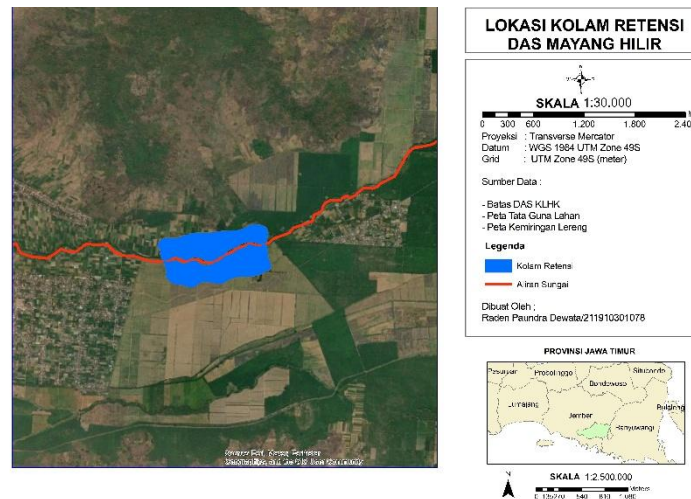 LOKASI KOLAM RETENSI
DAS MAYANG HILIR
SKALA 1:30.000
0 300 600 1.200 1.800 2.40
Proyeksi : Transverse Mercator
Datum : WGS 1984 UTM Zone 49S
Grid : UTM Zone 49S (meter)
Sumber Data :
- Batas DAS KLHK
- Peta Tata Guna Lahan
- Peta Kemiringan Lereng
Legenda
Kolam Retensi
Aliran Sungai
Dibuat Oleh ;
Raden Paundra Dewata/211910301078
PROVINSI JAWA TIMUR
Probolinggo
Situbondo
Bondowoso
Lumajang
Jember
Banyuwangi
N
SKALA 1:2.500.000